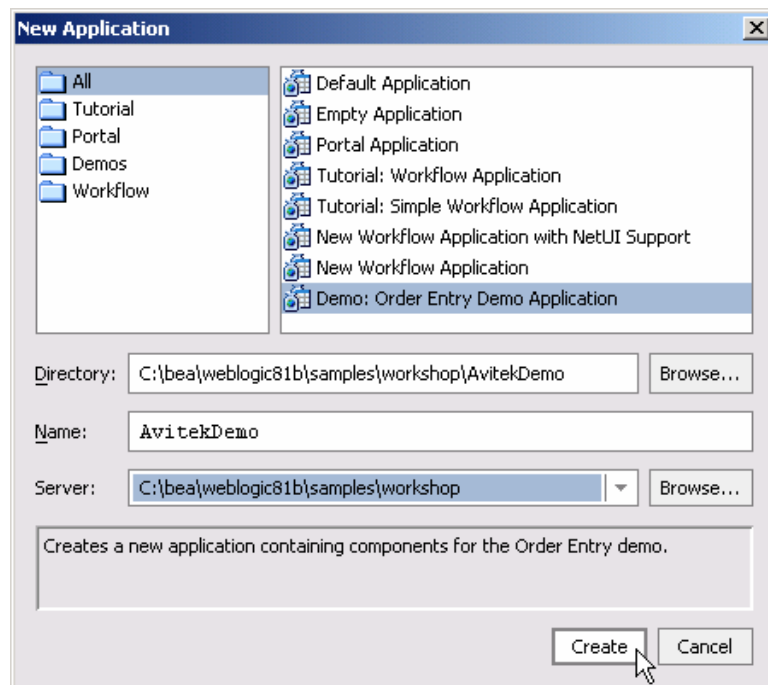 New Application
All
Tutorial
Portal
Demos
Workflow
Default Application
Empty Application
Portal Application
Tutorial: Workflow Application
Tutorial: Simple Workflow Application
New Workflow Application with NetUI Support
New Workflow Application
Demo: Order Entry Demo Application
Directory: C:\bea\weblogic81b\samples\workshop\AvitekDemo Browse...
Name: AvitekDemo
Server: C:\bea\weblogic81b\samples\workshop Browse...
Creates a new application containing components for the Order Entry demo.
Create Cancel